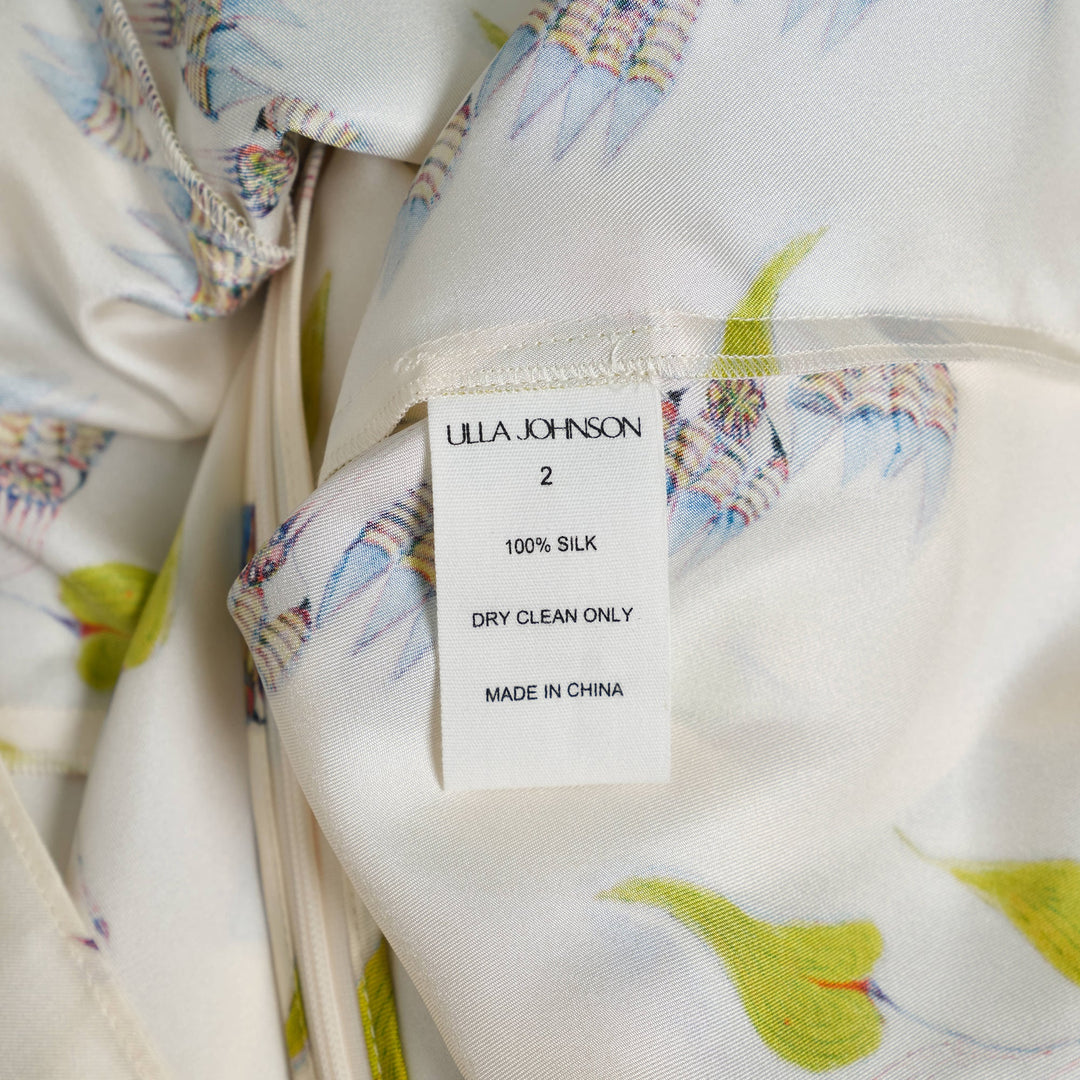 ULLA JOHNSON
2
100% SILK
DRY CLEAN ONLY
MADE IN CHINA